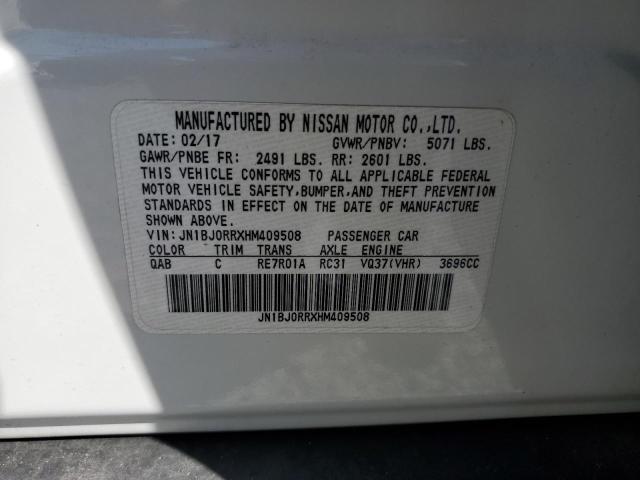 MANUFACTURED BY NISSAN MOTOR CO.,LTD.
DATE: 02/17 GVWR/PNBV: 5071 LBS.
GAWR/PNBE FR: 2491 LBS. RR: 2601 LBS.
THIS VEHICLE CONFORMS TO ALL APPLICABLE FEDERAL
MOTOR VEHICLE SAFETY,BUMPER,AND THEFT PREVENTION
STANDARDS IN EFFECT ON THE DATE OF MANUFACTURE
SHOWN ABOVE.
VIN: JN1BJ0RRXHM409508 PASSENGER CAR
COLOR TRIM TRANS AXLE ENGINE
QAB C RE7R01A RC31 VQ37(VHR) 3696CC
JN1BJ0RRXHM409508